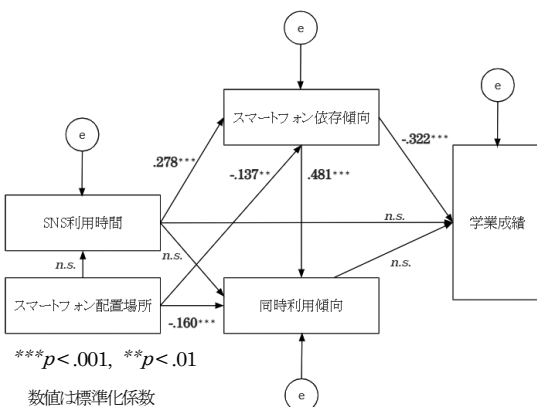 e
e
スマートフォン依存傾向
e
-.322***
.278***
-.137**
.481***
SNS利用時間
n.s.
学業成績
n.s.
n.s.
n.s.
スマートフォン配置場所
同時利用傾向
-.160***
***p<.001, **p<.01
数値は標準化係数
e